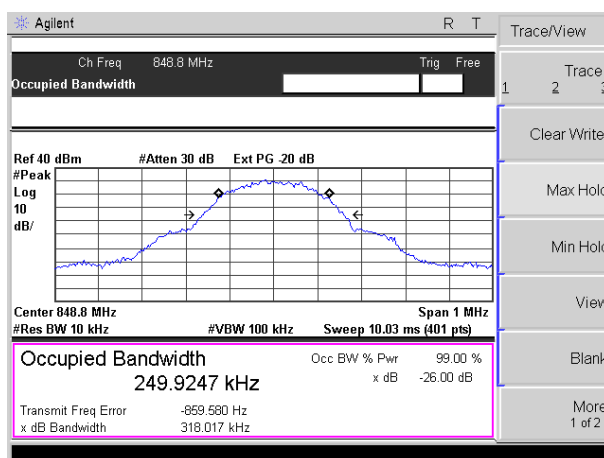 Agilent R T
Trace/View
Ch Freq 848.8 MHz Trig Free
Occupied Bandwidth
Trace
1 2 3
Clear Write
Ref 40 dBm #Atten 30 dB Ext PG -20 dB
#Peak
Log
10
dB/
Max Hold
Min Hold
View
Center 848.8 MHz Span 1 MHz
#Res BW 10 kHz #VBW 100 kHz Sweep 10.03 ms (401 pts)
Occupied Bandwidth Occ BW % Pwr 99.00 %
249.9247 kHz x dB -26.00 dB
Blank
Transmit Freq Error -859.580 Hz
x dB Bandwidth 318.017 kHz
More
1 of 2